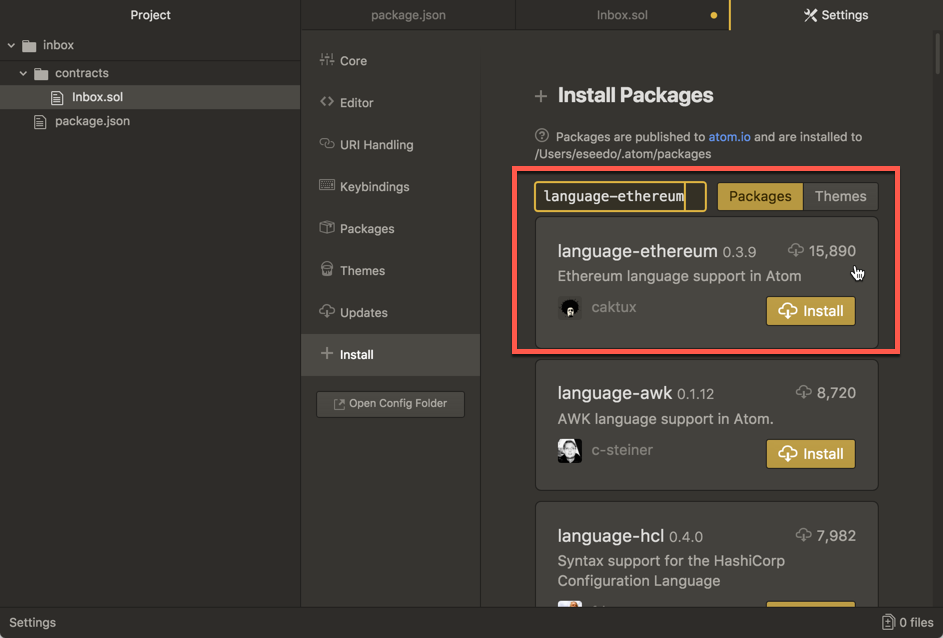 Project
package.json
Inbox.sol
Settings
inbox
contracts
Inbox.sol
package.json
Core
Editor
URI Handling
Keybindings
Packages
Themes
Updates
Install
Open Config Folder
Install Packages
Packages are published to atom.io and are installed to
/Users/eseedo/.atom/packages
language-ethereum
Packages
Themes
language-ethereum 0.3.9
15,890
Ethereum language support in Atom
caktux
Install
language-awk 0.1.12
8,720
AWK language support in Atom.
c-steiner
Install
language-hcl 0.4.0
7,982
Syntax support for the HashiCorp
Configuration Language
Settings
0 files